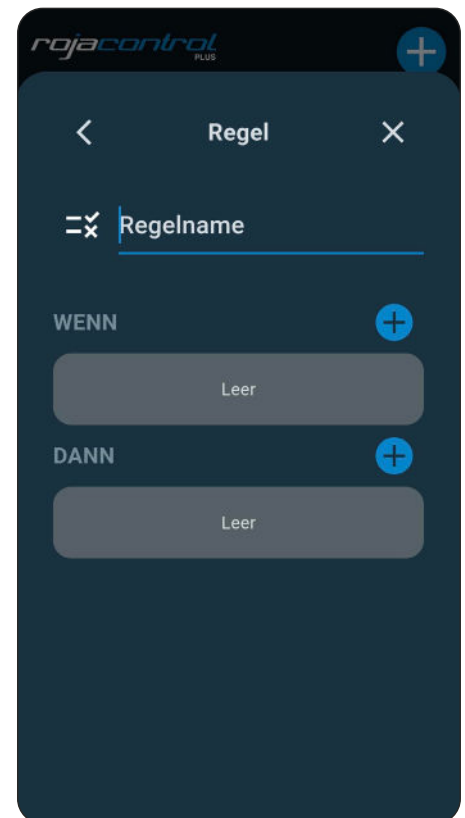 rojacontrol
PLUS
Regel
Regelname
WENN
Leer
DANN
Leer